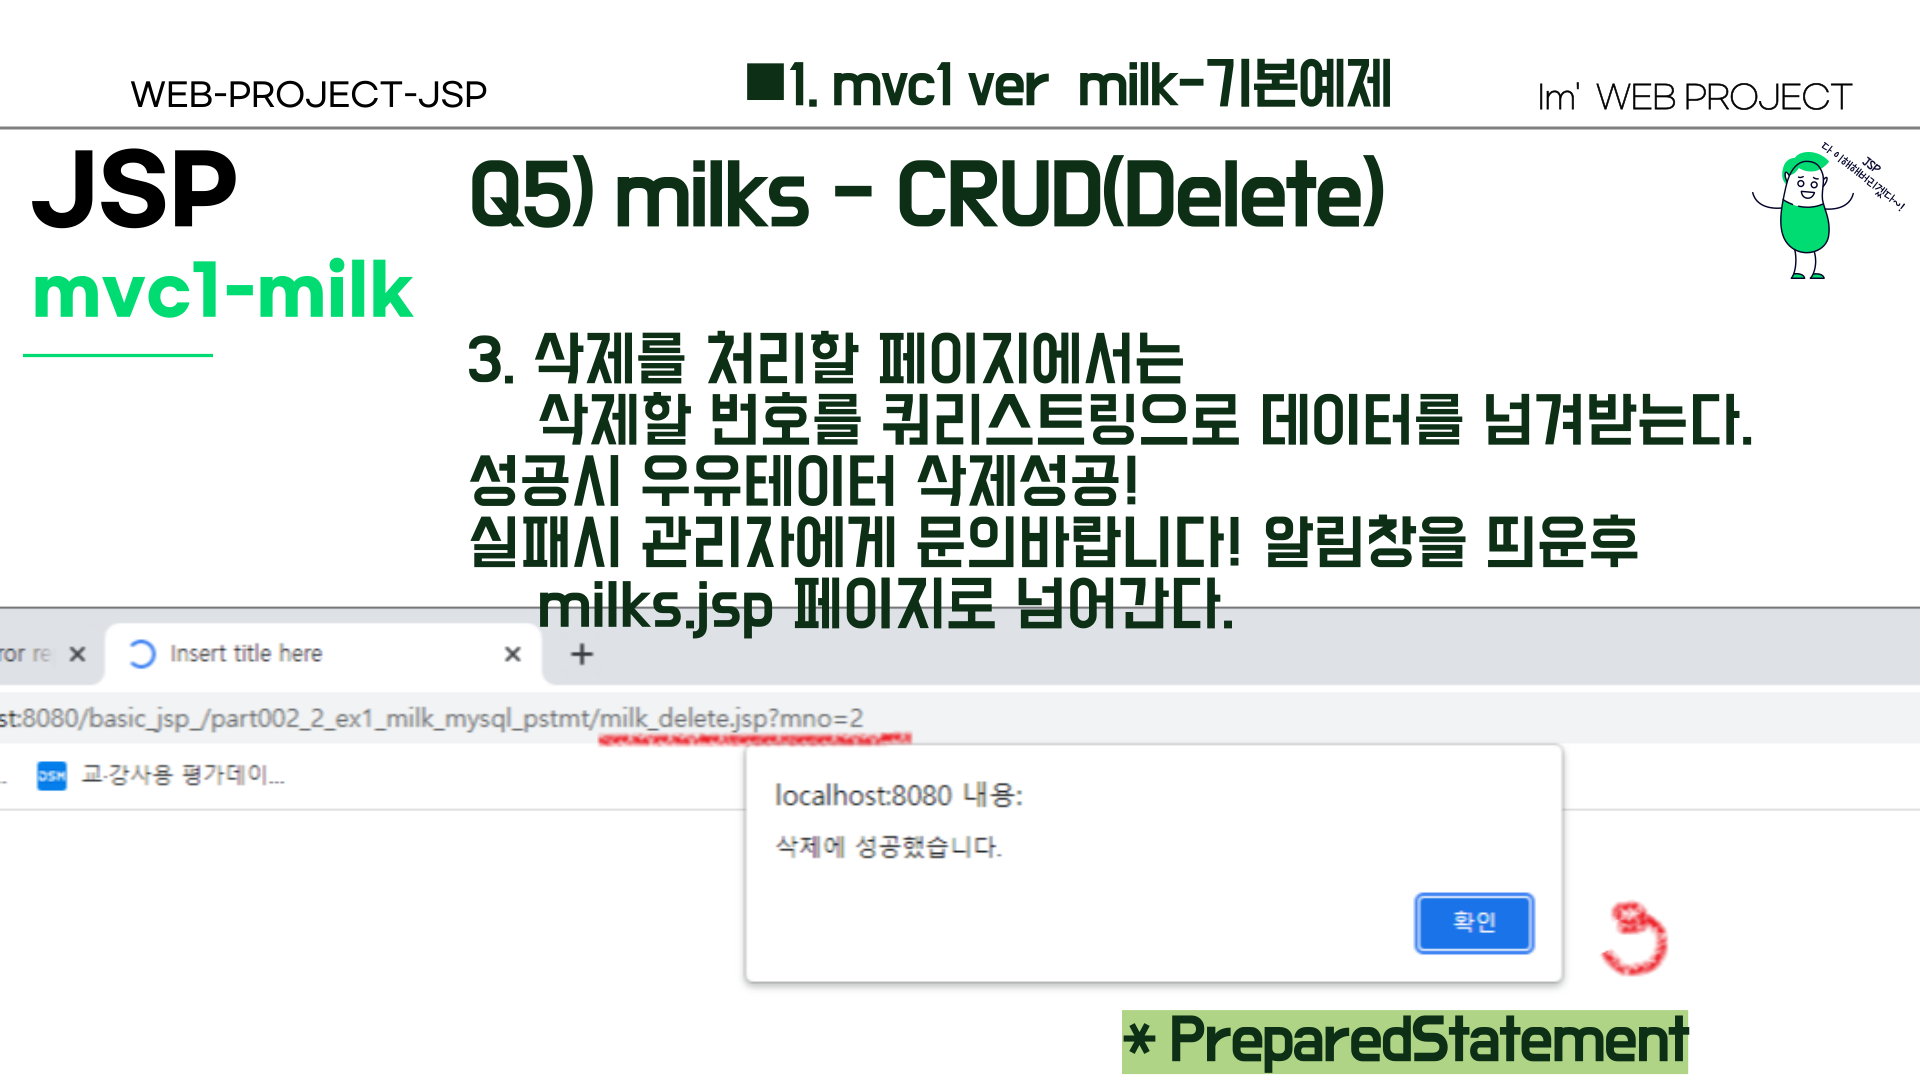 WEB-PROJECT-JSP
■1. mvc1 ver milk-기본예제
Im' WEB PROJECT
JSP
mvc1-milk
Q5) milks - CRUD(Delete)
JSP
다 이해해버리겠다~!
3. 삭제를 처리할 페이지에서는
삭제할 번호를 쿼리스트링으로 데이터를 넘겨받는다.
성공시 우유테이터 삭제성공!
실패시 관리자에게 문의바랍니다! 알림창을 띄운후
milks.jsp 페이지로 넘어간다.
ror re
Insert title here
st:8080/basic_jsp_/part002_2_ex1_milk_mysql_pstmt/milk_delete.jsp?mno=2
DSM 교·강사용 평가데이...
localhost:8080 내용:
삭제에 성공했습니다.
확인
* PreparedStatement